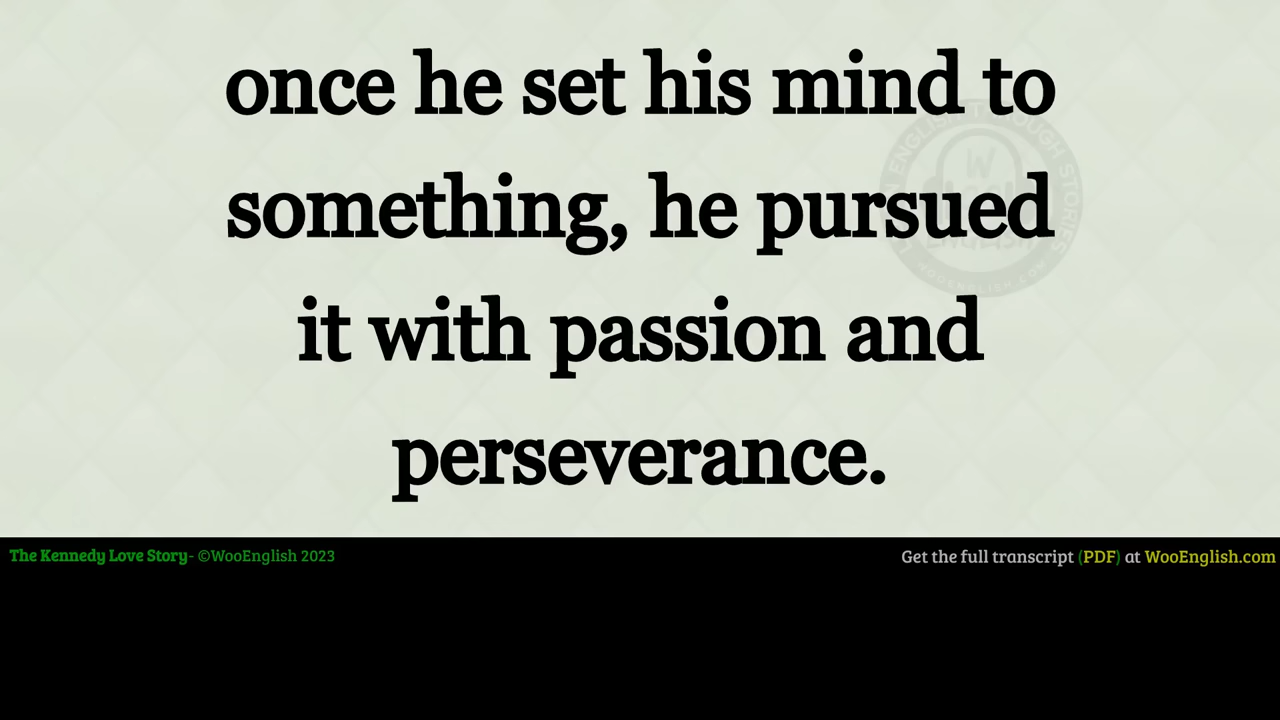 once he set his mind to
something, he pursued
it with passion and
perseverance.
The Kennedy Love Story- ©WooEnglish 2023
Get the full transcript (PDF) at WooEnglish.com